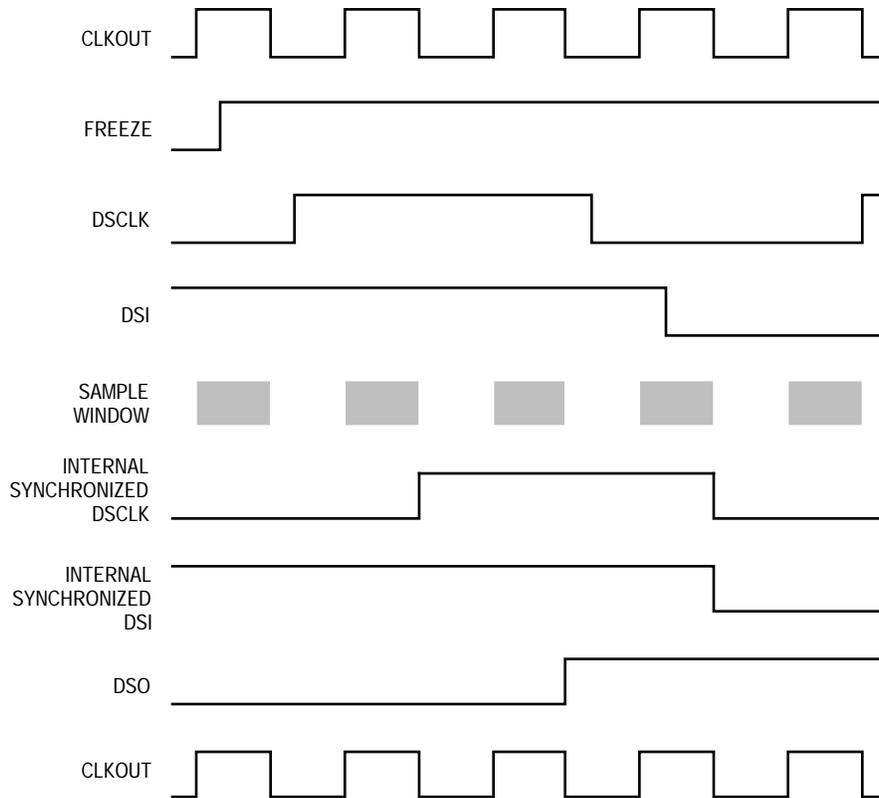 CLKOUT
FREEZE
DSCLK
DSI
SAMPLE
WINDOW
INTERNAL
SYNCHRONIZED
DSCLK
INTERNAL
SYNCHRONIZED
DSI
DSO
CLKOUT